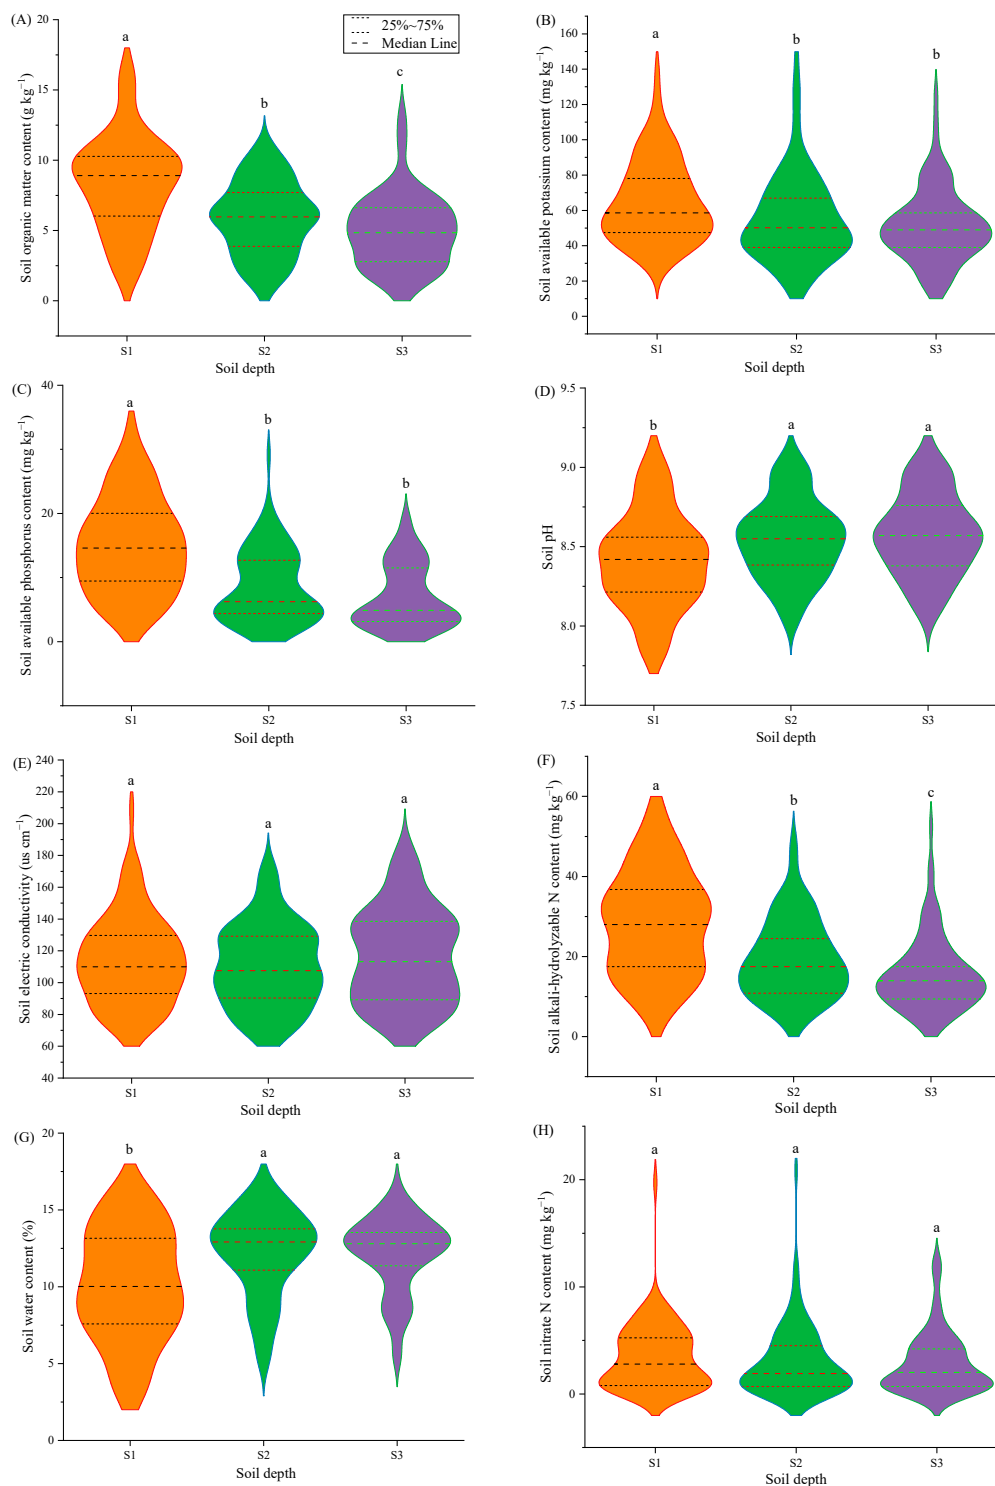 (A)
20
15
10
5
0
Soil organic matter content (g kg⁻¹)
a
b
c
25%~75%
Median Line
S1
S2
S3
Soil depth
(B)
160
140
120
100
80
60
40
20
0
Soil available potassium content (mg kg⁻¹)
a
b
b
S1
S2
S3
Soil depth
(C)
40
20
0
Soil available phosphorus content (mg kg⁻¹)
a
b
b
S1
S2
S3
Soil depth
(D)
9.5
9.0
8.5
8.0
7.5
Soil pH
b
a
a
S1
S2
S3
Soil depth
(E)
240
220
200
180
160
140
120
100
80
60
40
Soil electric conductivity (us cm⁻¹)
a
a
a
S1
S2
S3
Soil depth
(F)
60
40
20
0
Soil alkali-hydrolyzable N content (mg kg⁻¹)
a
b
c
S1
S2
S3
Soil depth
(G)
20
15
10
5
0
Soil water content (%)
b
a
a
S1
S2
S3
Soil depth
(H)
20
10
0
Soil nitrate N content (mg kg⁻¹)
a
a
a
S1
S2
S3
Soil depth